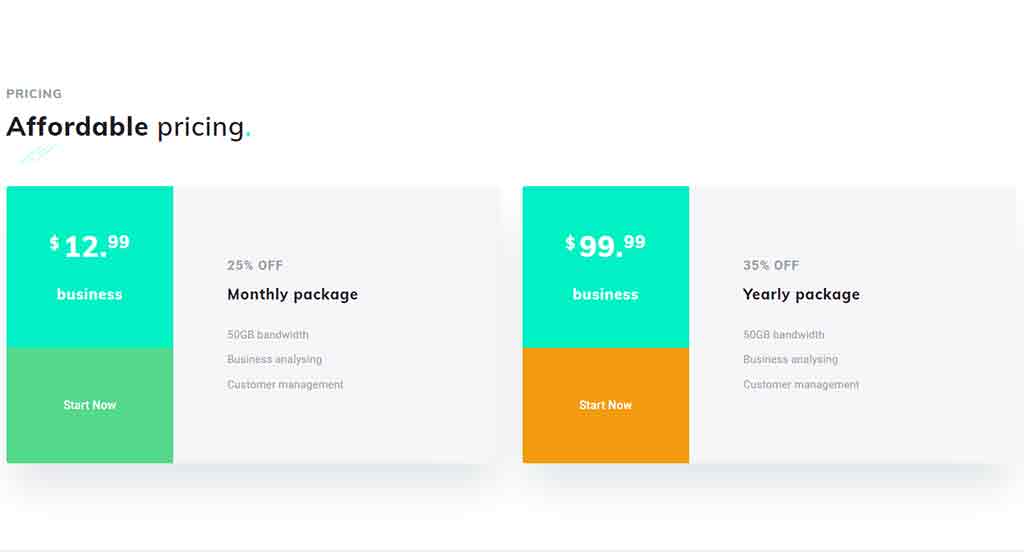 PRICING
Affordable pricing.
$12.99
business
Start Now
25% OFF
Monthly package
50GB bandwidth
Business analysing
Customer management
$99.99
business
Start Now
35% OFF
Yearly package
50GB bandwidth
Business analysing
Customer management